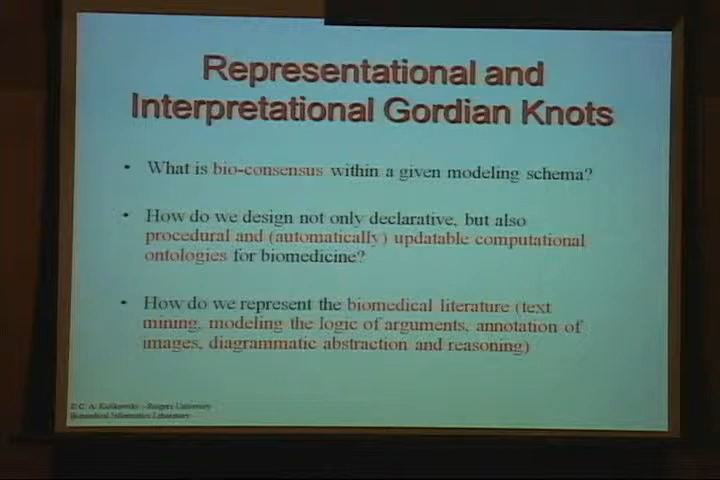 Representational and
Interpretational Gordian Knots
• What is bio-consensus within a given modeling schema?
• How do we design not only declarative, but also
procedural and (automatically) updatable computational
ontologies for biomedicine?
• How do we represent the biomedical literature (text
mining, modeling the logic of arguments, annotation of
images, diagrammatic abstraction and reasoning)
© C. A. Kulikowski - Rutgers University
Biomedical Informatics Laboratory